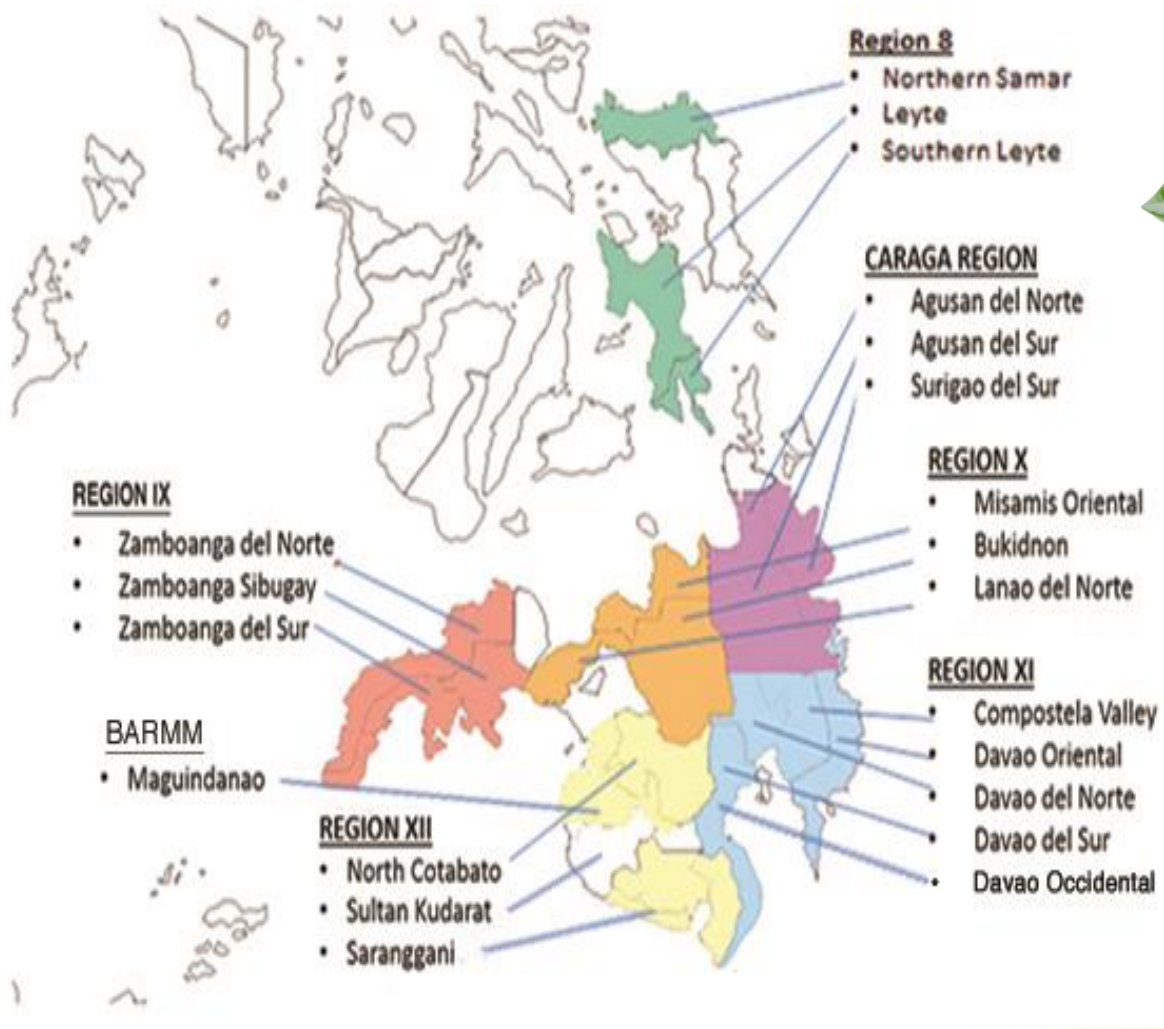 Region 8
• Northern Samar
• Leyte
• Southern Leyte
CARAGA REGION
• Agusan del Norte
• Agusan del Sur
• Surigao del Sur
REGION X
• Misamis Oriental
• Bukidnon
• Lanao del Norte
REGION IX
• Zamboanga del Norte
• Zamboanga Sibugay
• Zamboanga del Sur
REGION XI
• Compostela Valley
• Davao Oriental
• Davao del Norte
• Davao del Sur
• Davao Occidental
BARMM
• Maguindanao
REGION XII
• North Cotabato
• Sultan Kudarat
• Saranggani